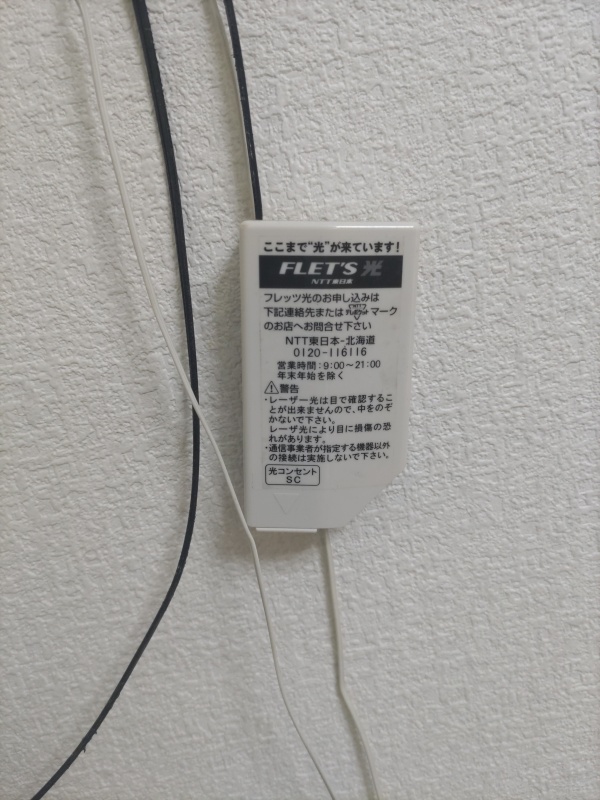 ここまで“光”が来ています!
FLET'S 光
NTT東日本
フレッツ光のお申し込みは
下記連絡先または マーク
のお店へお問合せ下さい
NTT東日本-北海道
0120-116116
営業時間:9:00～21:00
年末年始を除く
警告
・レーザー光は目で確認するこ
とが出来ませんので、中をのぞ
かないで下さい。
レーザ光により目に損傷の恐
れがあります。
・通信事業者が指定する機器以外
の接続は実施しないで下さい。
光コンセント
SC